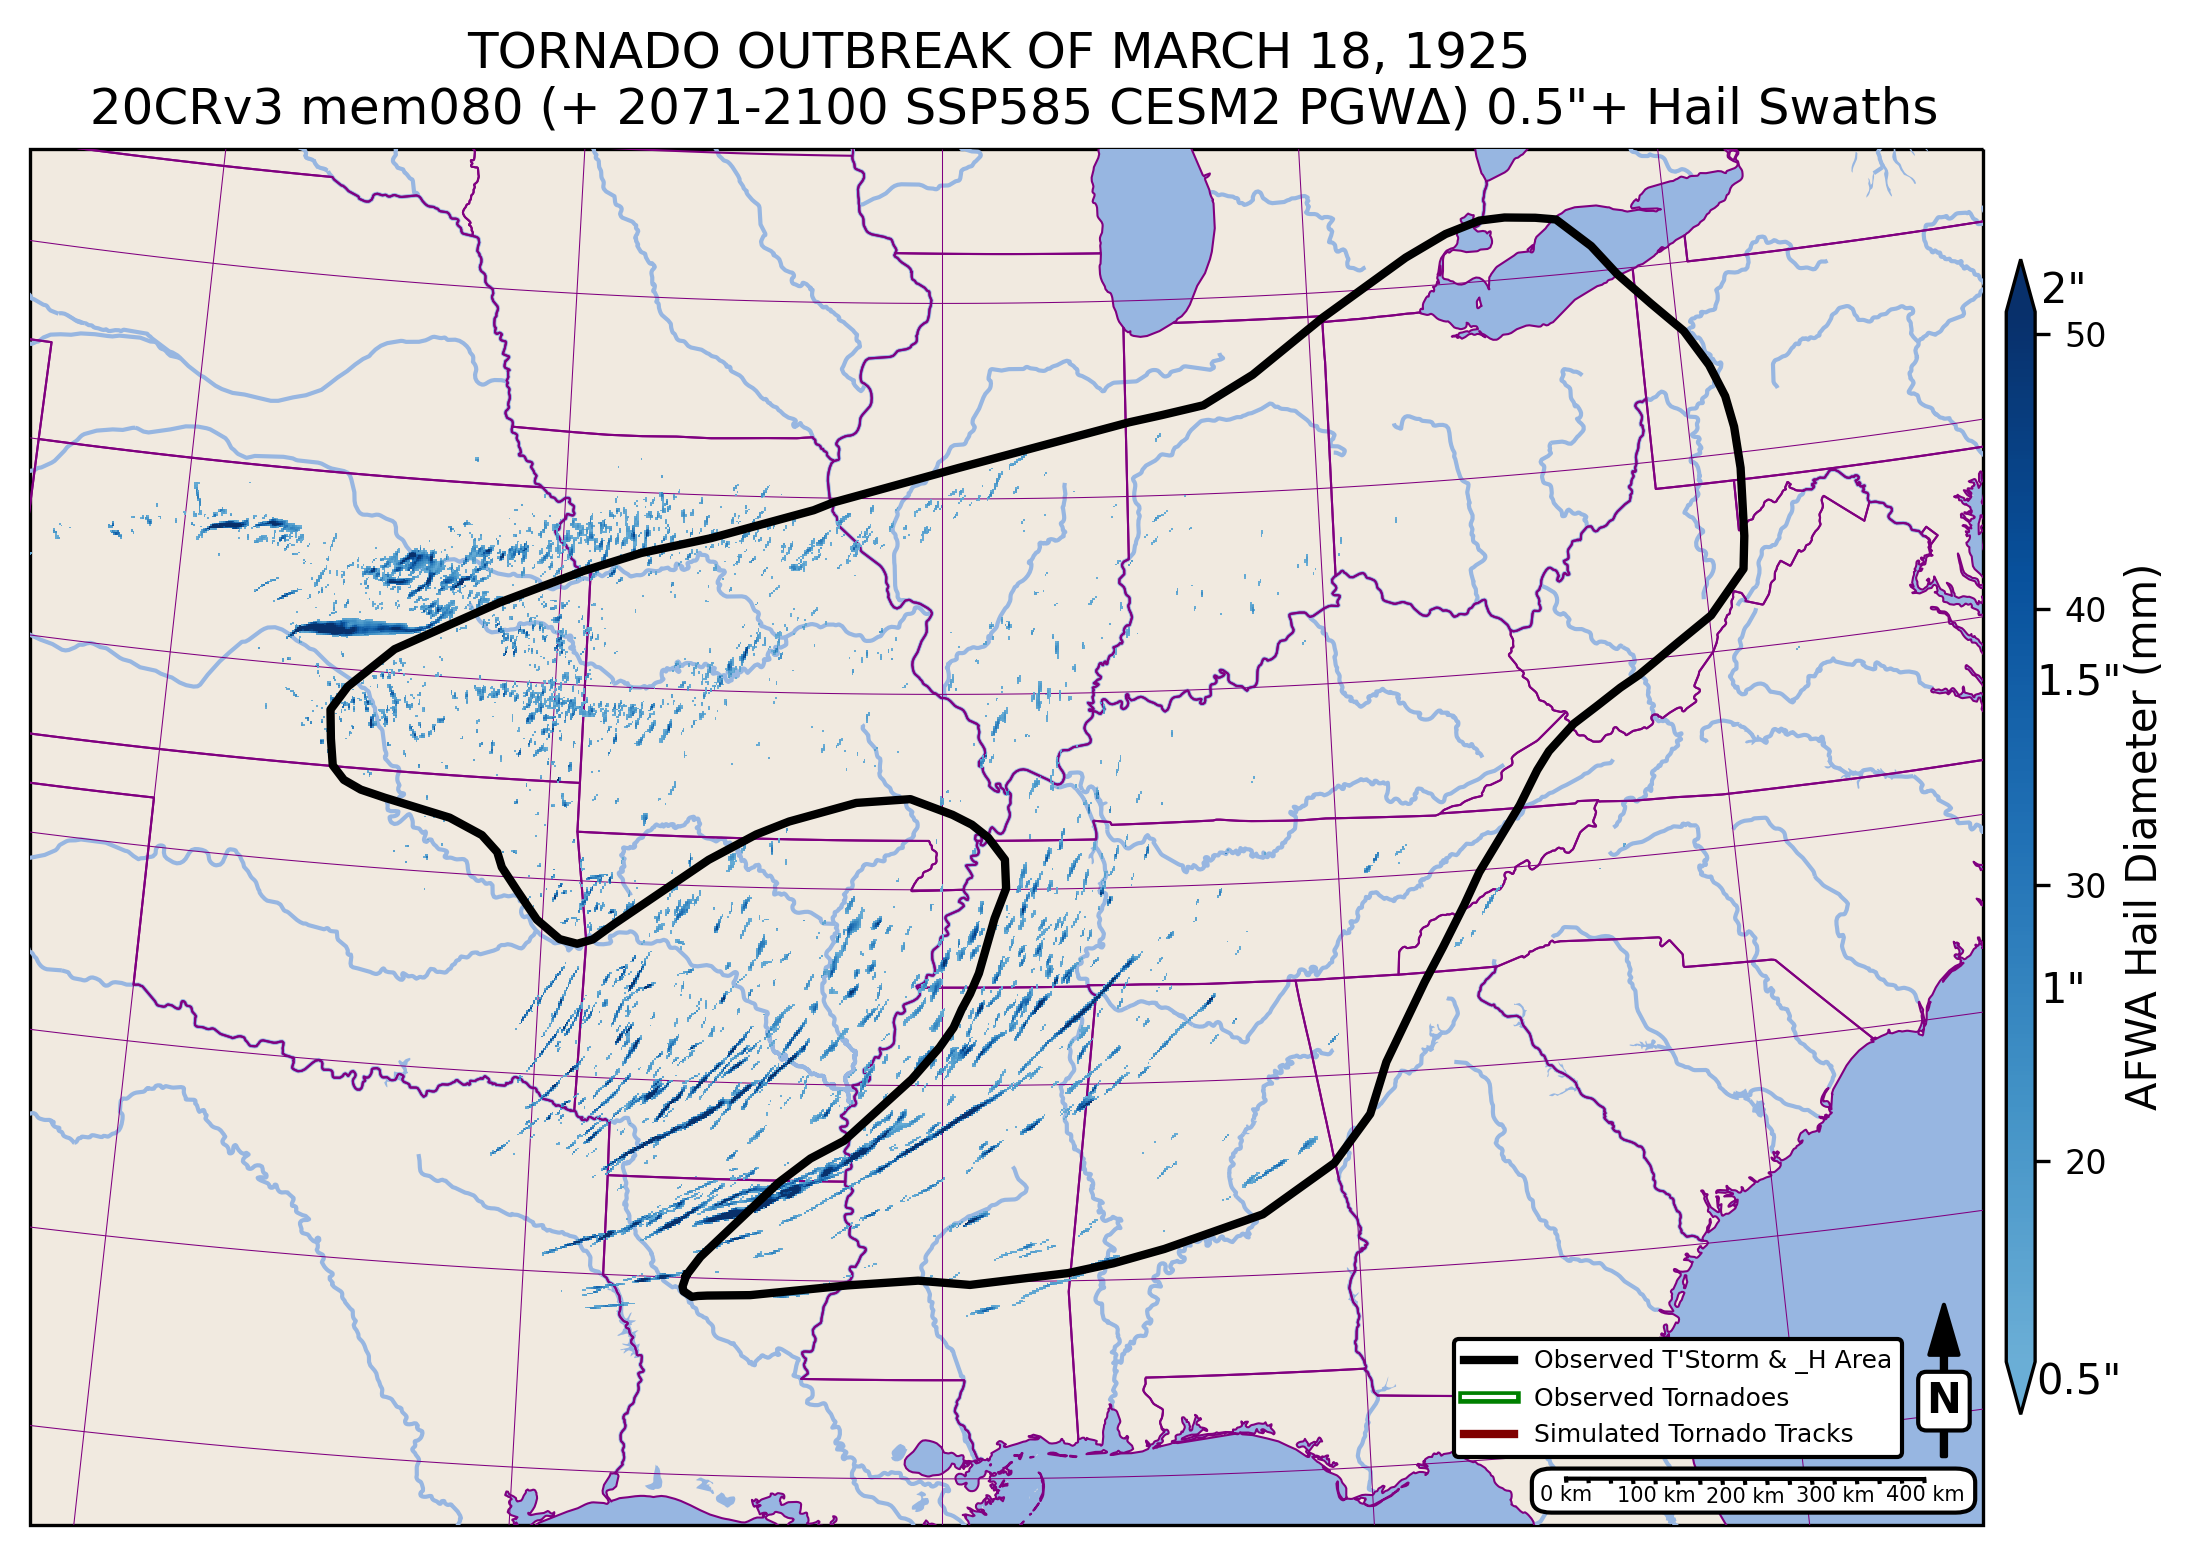 TORNADO OUTBREAK OF MARCH 18, 1925
20CRv3 mem080 (+ 2071-2100 SSP585 CESM2 PGWΔ) 0.5"+ Hail Swaths
2"
50
40
1.5"
30
1"
20
0.5"
AFWA Hail Diameter (mm)
Observed T'Storm & _H Area
Observed Tornadoes
Simulated Tornado Tracks
N
0 km 100 km 200 km 300 km 400 km